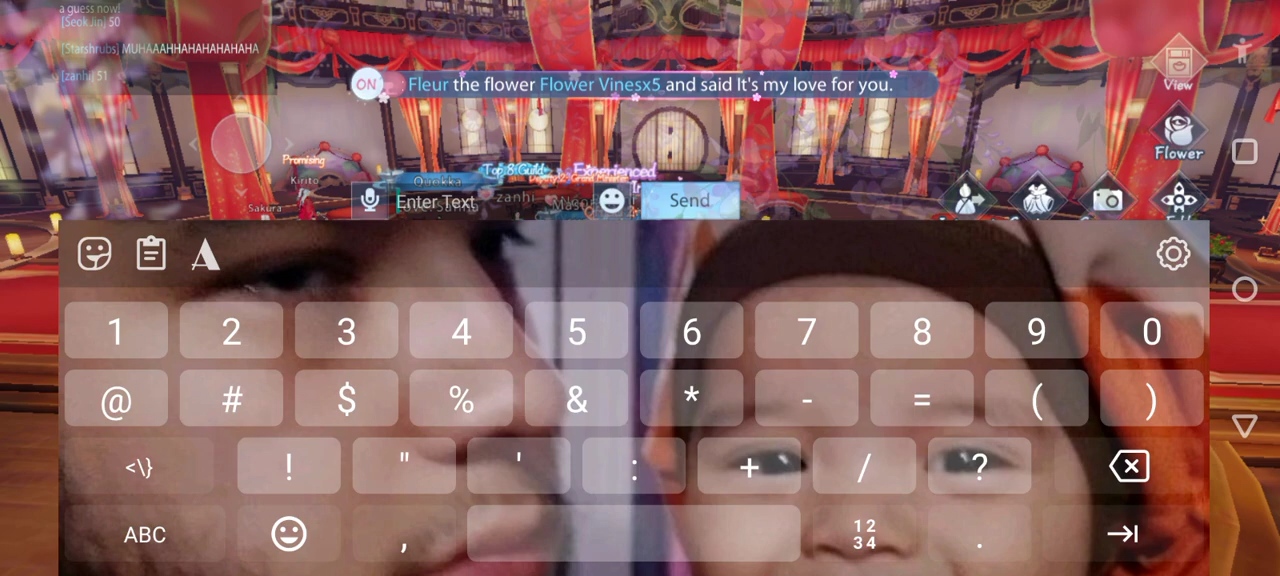 a guess now!
[SeokJin] 50
[Starshrubs] MUHAAAHHAHAHAHAHAHA
[zanhi] 51
ON
Fleur the flower Flower Vinesx5 and said It's my love for you.
View
Flower
Promising
Kirito
Sakura
Quokka
Top 8 Guild
Experienced
zanhi
Enter Text
Send
1 2 3 4 5 6 7 8 9 0
@ # $ % & * - = ( )
<\} ! " ' : + / ?
ABC , 12 34 .